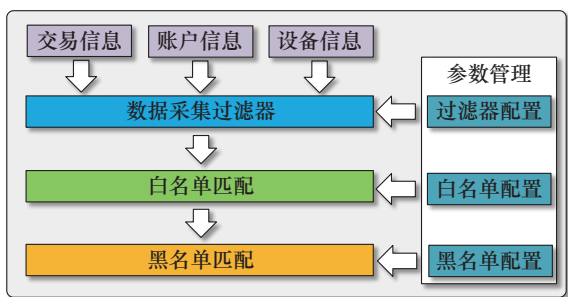 交易信息
账户信息
设备信息
参数管理
数据采集过滤器
过滤器配置
白名单匹配
白名单配置
黑名单匹配
黑名单配置